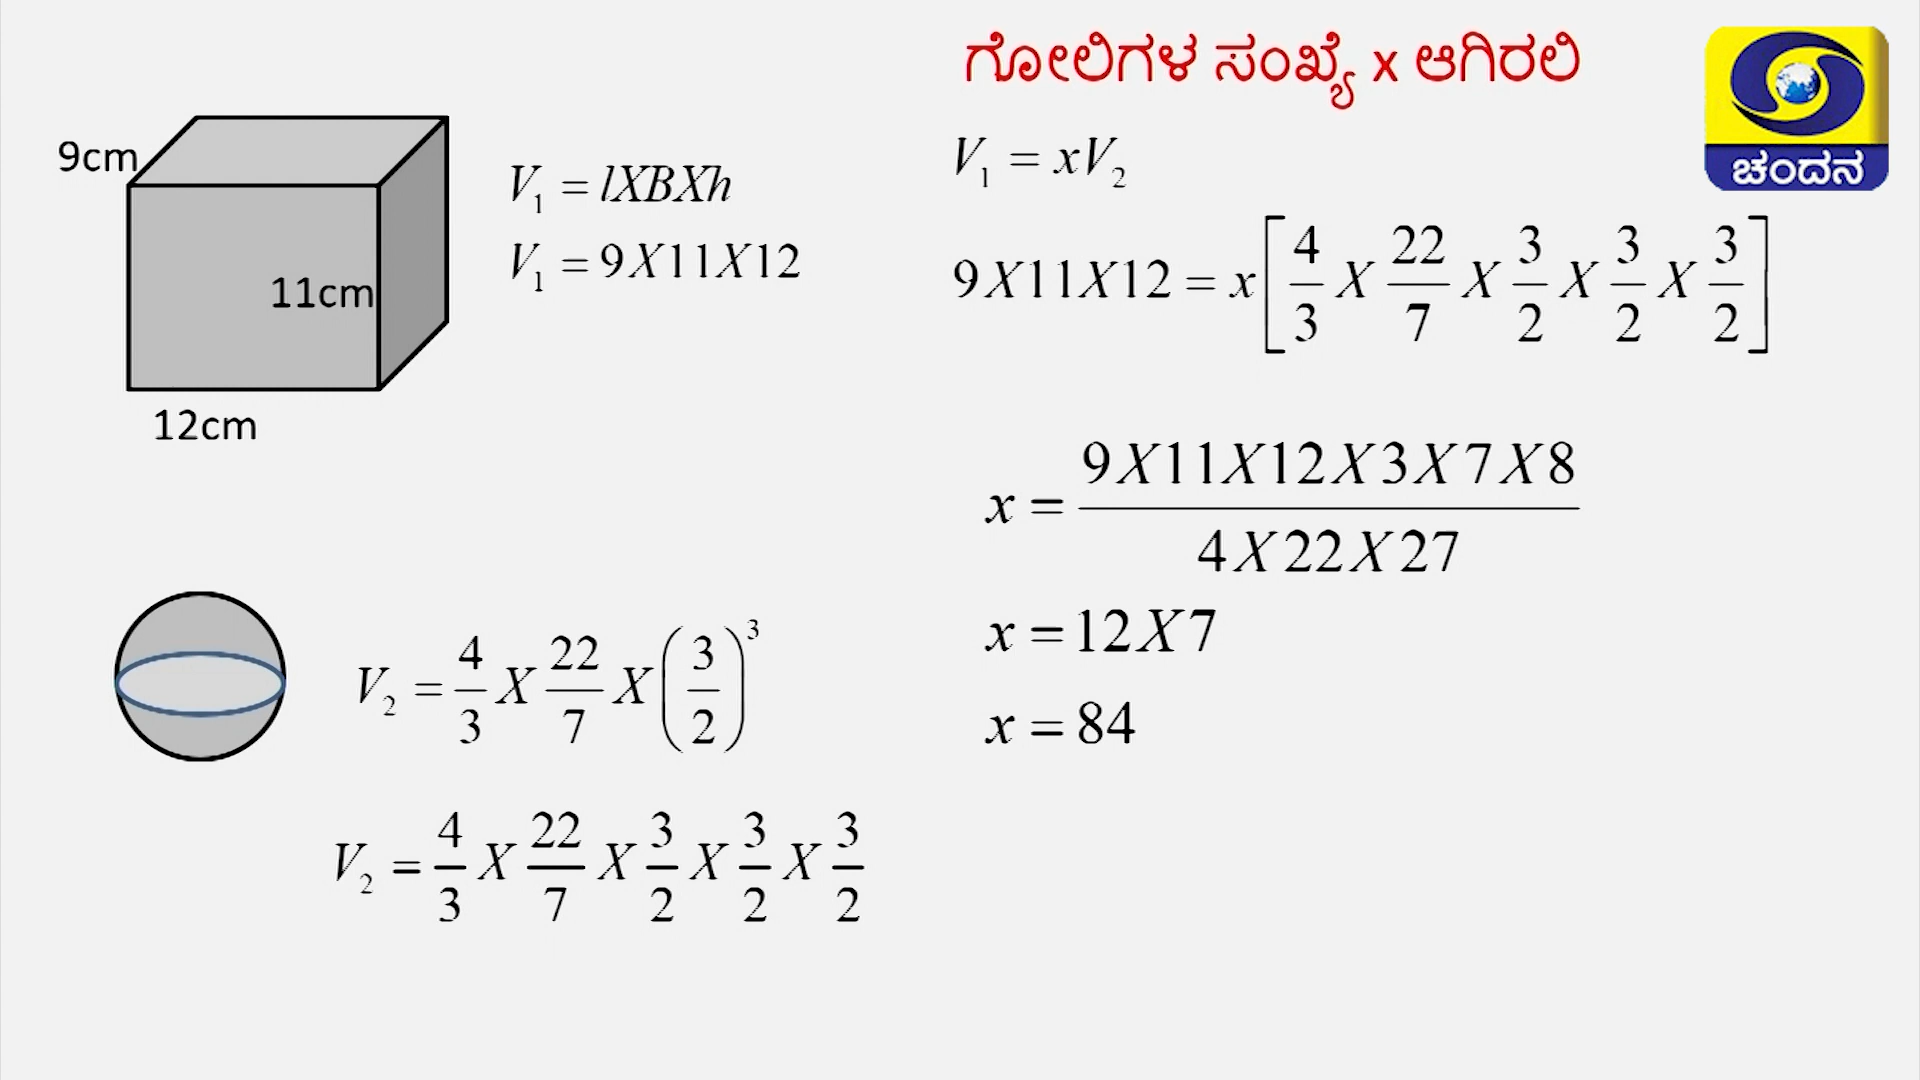 ಗೋಲಿಗಳ ಸಂಖ್ಯೆ x ಆಗಿರಲಿ
ಚಂದನ
9cm
11cm
12cm
V₁ = lXBXh
V₁ = 9X11X12
V₂ = 4/3 X 22/7 X (3/2)³
V₂ = 4/3 X 22/7 X 3/2 X 3/2 X 3/2
V₁ = xV₂
9X11X12 = x[4/3 X 22/7 X 3/2 X 3/2 X 3/2]
x = 9X11X12X3X7X8 / 4X22X27
x = 12X7
x = 84